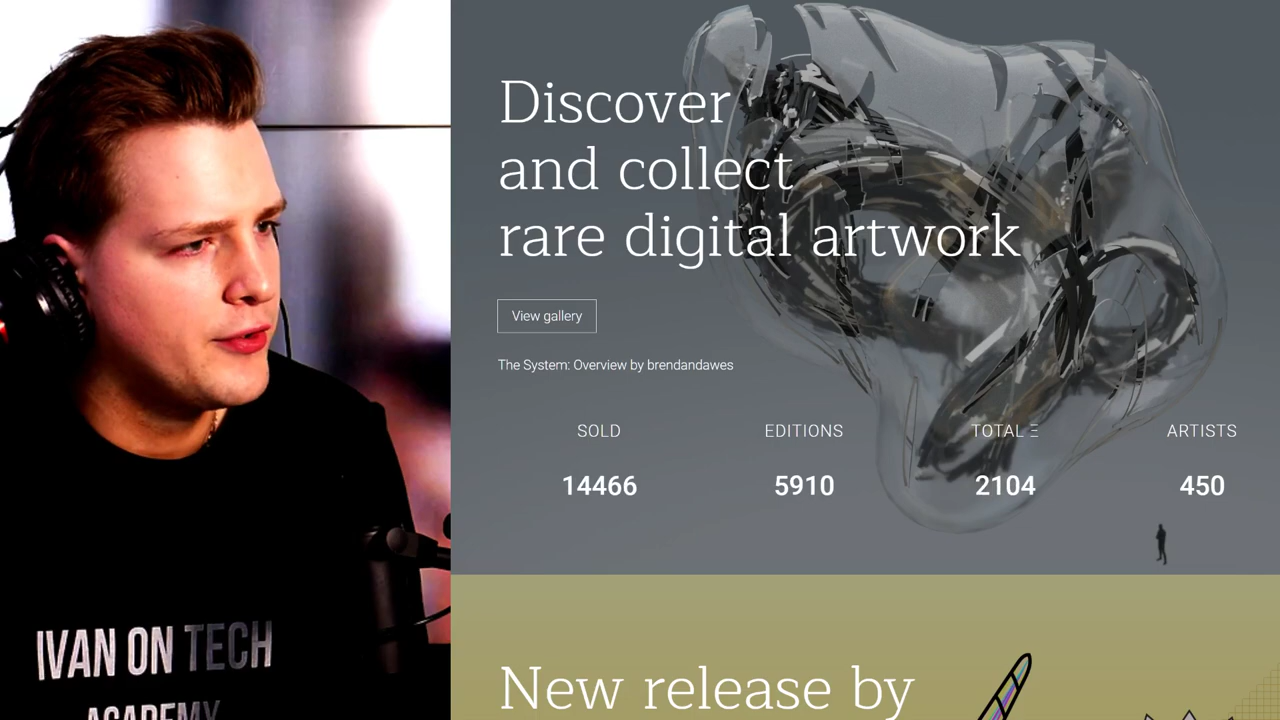 IVAN ON TECH
ACADEMY
Discover
and collect
rare digital artwork
View gallery
The System: Overview by brendandawes
SOLD EDITIONS TOTAL Ξ ARTISTS
14466 5910 2104 450
New release by